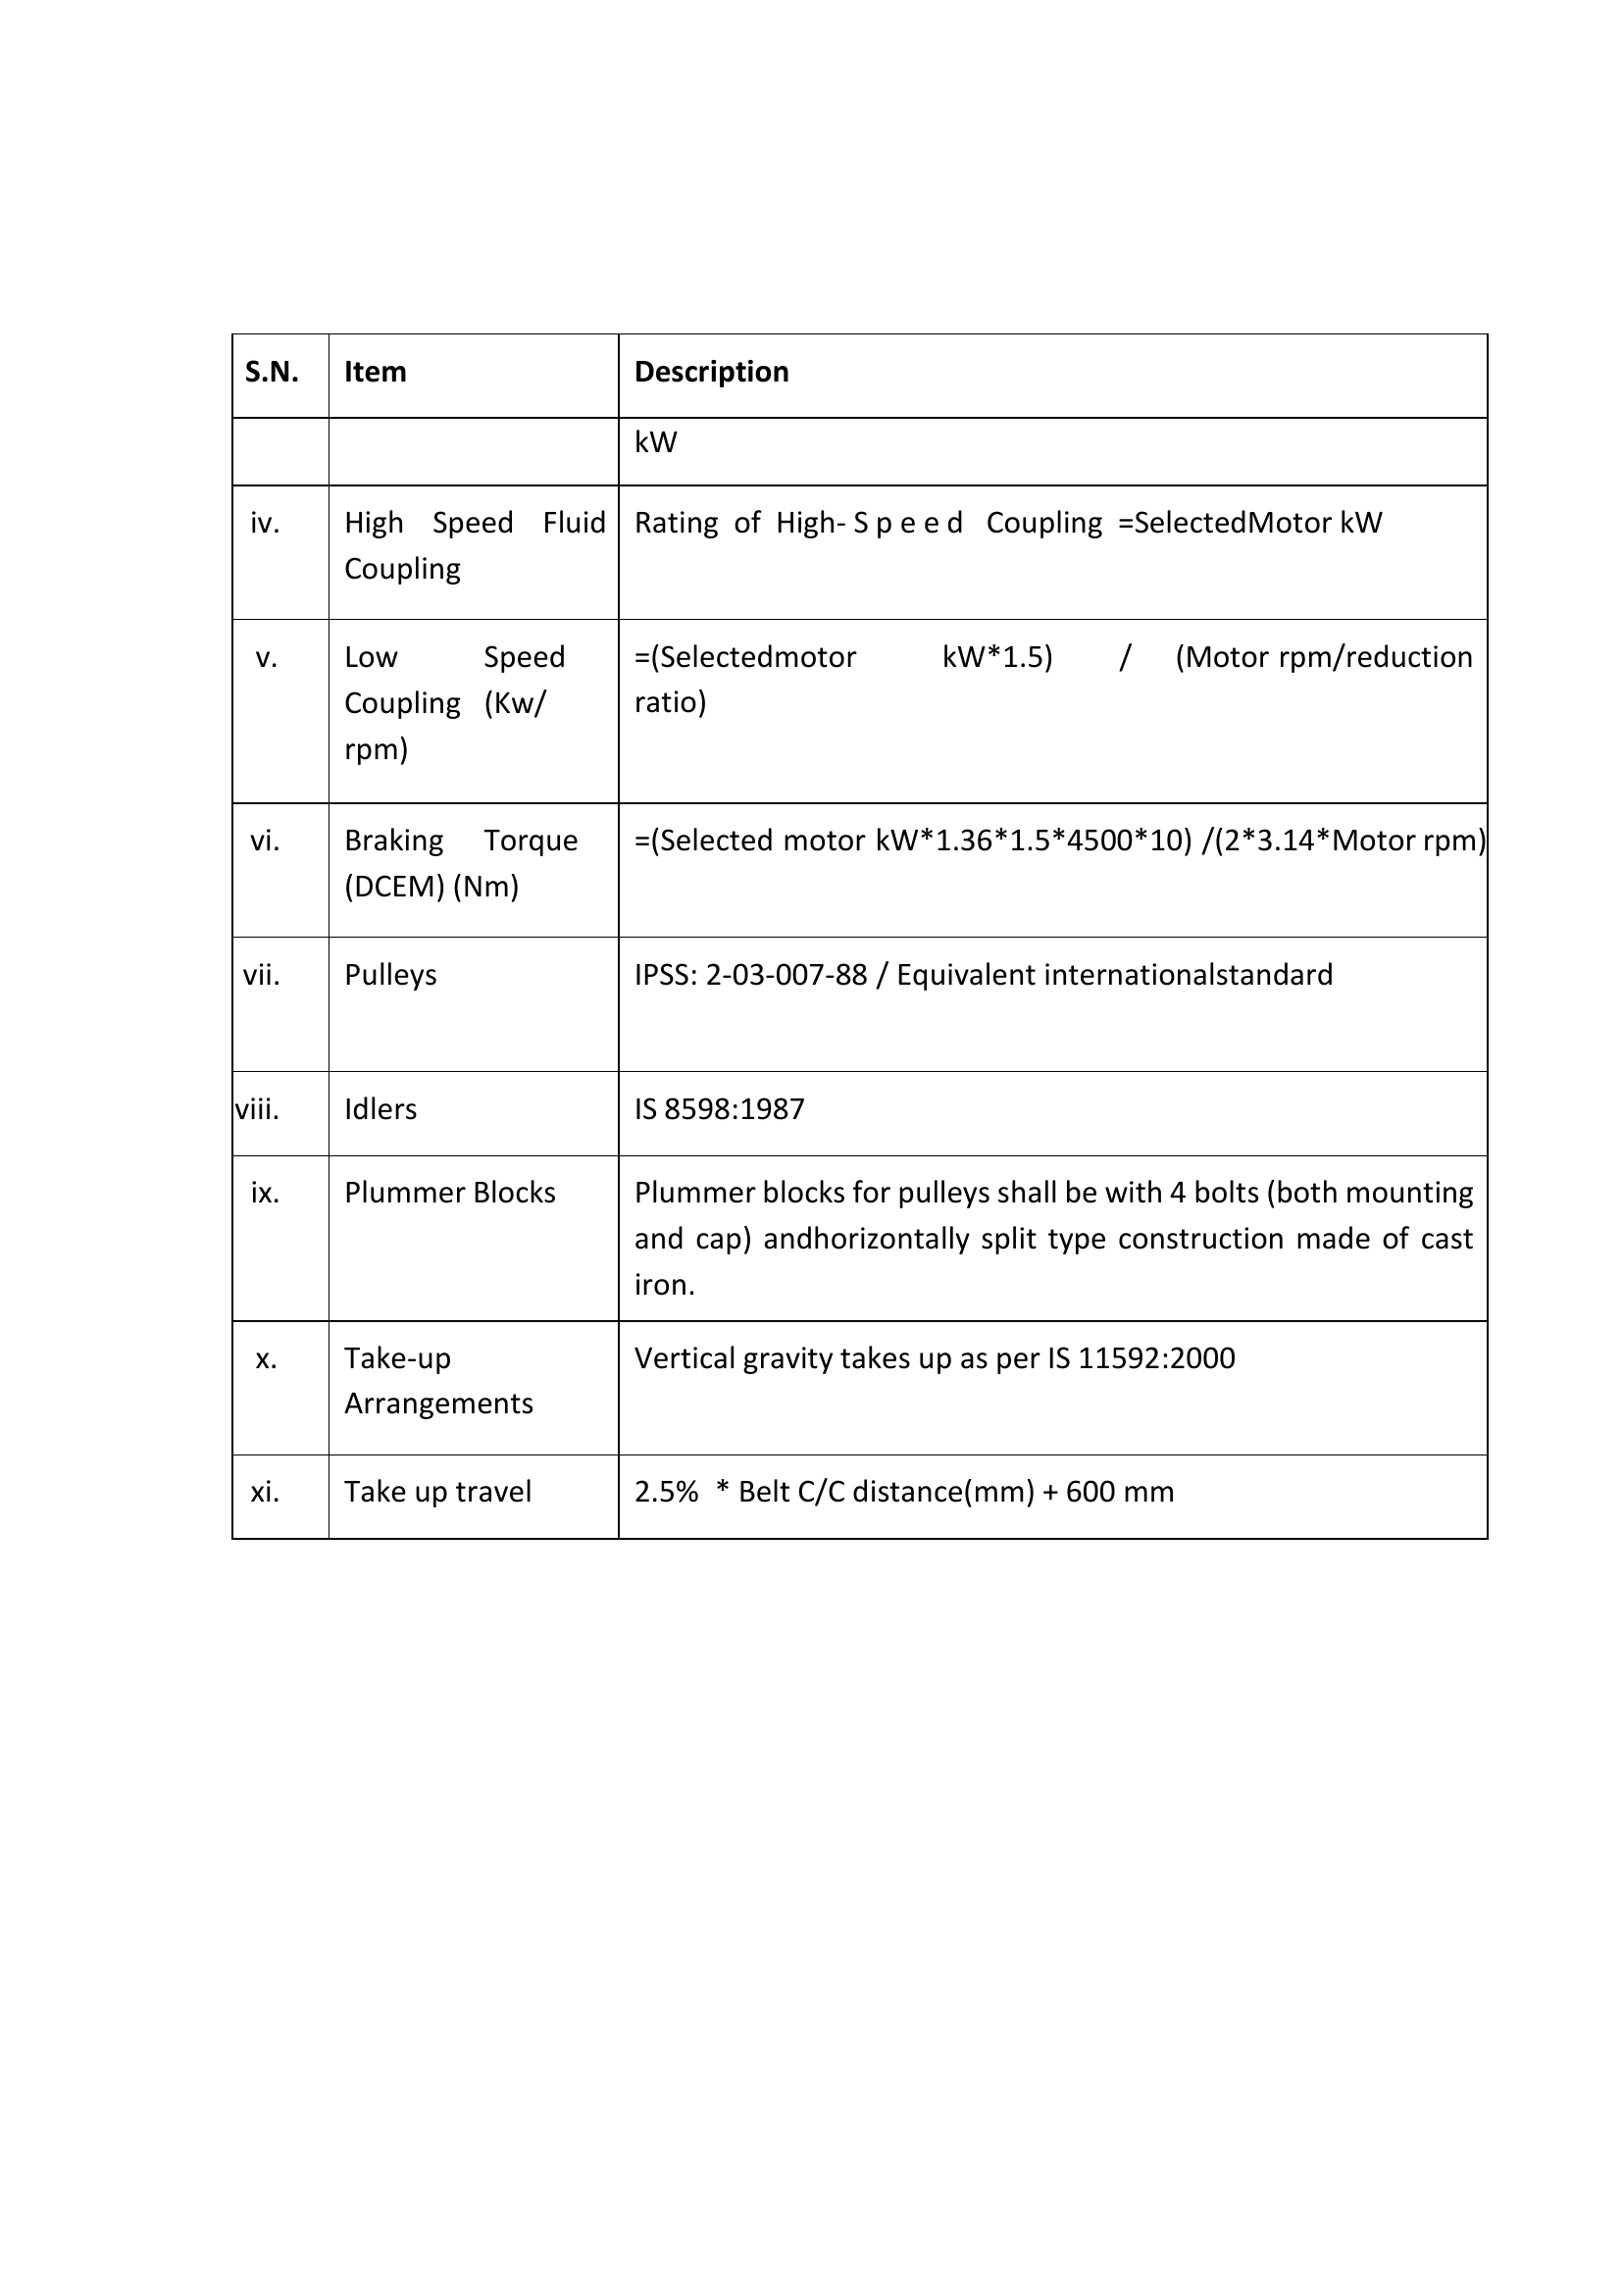 S.N. Item Description
kW
iv. High Speed Fluid Rating of High- S p e e d Coupling =SelectedMotor kW
Coupling
v. Low Speed =(Selectedmotor kW*1.5) / (Motor rpm/reduction
Coupling (Kw/ ratio)
rpm)
vi. Braking Torque =(Selected motor kW*1.36*1.5*4500*10) /(2*3.14*Motor rpm)
(DCEM) (Nm)
vii. Pulleys IPSS: 2-03-007-88 / Equivalent internationalstandard
viii. Idlers IS 8598:1987
ix. Plummer Blocks Plummer blocks for pulleys shall be with 4 bolts (both mounting
and cap) andhorizontally split type construction made of cast
iron.
x. Take-up Vertical gravity takes up as per IS 11592:2000
Arrangements
xi. Take up travel 2.5% * Belt C/C distance(mm) + 600 mm